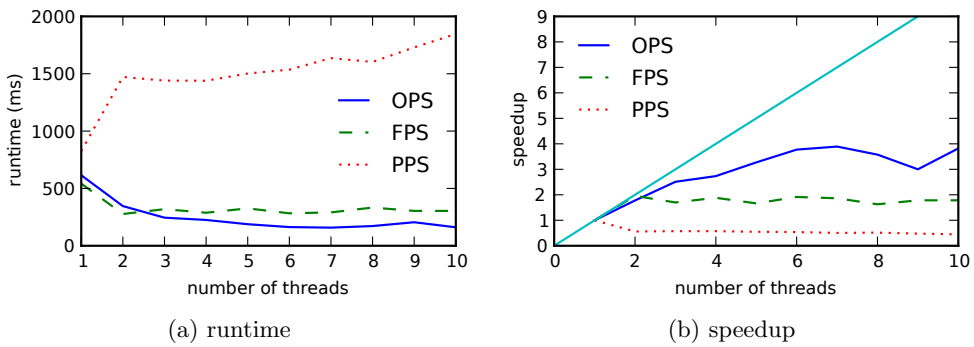 2000
1500
1000
500
0
runtime (ms)
OPS
FPS
PPS
1 2 3 4 5 6 7 8 9 10
number of threads
(a) runtime
9
8
7
6
5
4
3
2
1
0
speedup
OPS
FPS
PPS
0 2 4 6 8 10
number of threads
(b) speedup